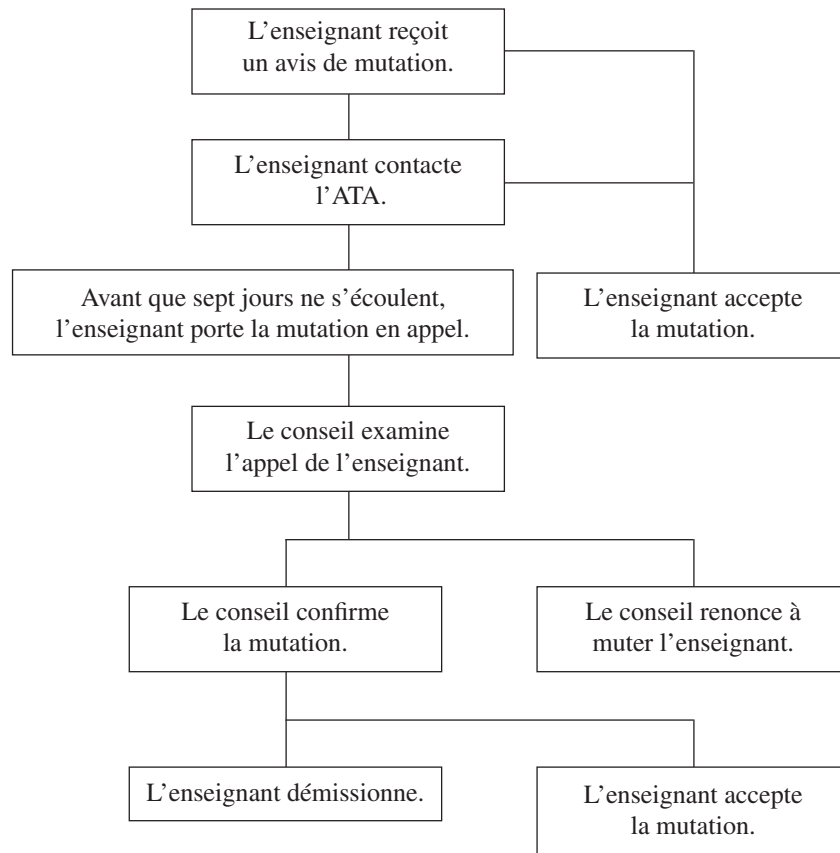 L’enseignant reçoit
un avis de mutation.
L’enseignant contacte
l’ATA.
Avant que sept jours ne s’écoulent,
l’enseignant porte la mutation en appel.
L’enseignant accepte
la mutation.
Le conseil examine
l’appel de l’enseignant.
Le conseil confirme
la mutation.
Le conseil renonce à
muter l’enseignant.
L’enseignant démissionne.
L’enseignant accepte
la mutation.